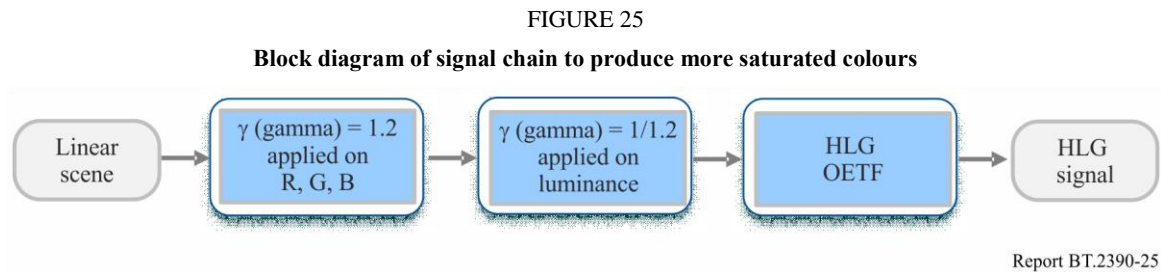 FIGURE 25
Block diagram of signal chain to produce more saturated colours
Linear
scene
γ (gamma) = 1.2
applied on
R, G, B
γ (gamma) = 1/1.2
applied on
luminance
HLG
OETF
HLG
signal
Report BT.2390-25